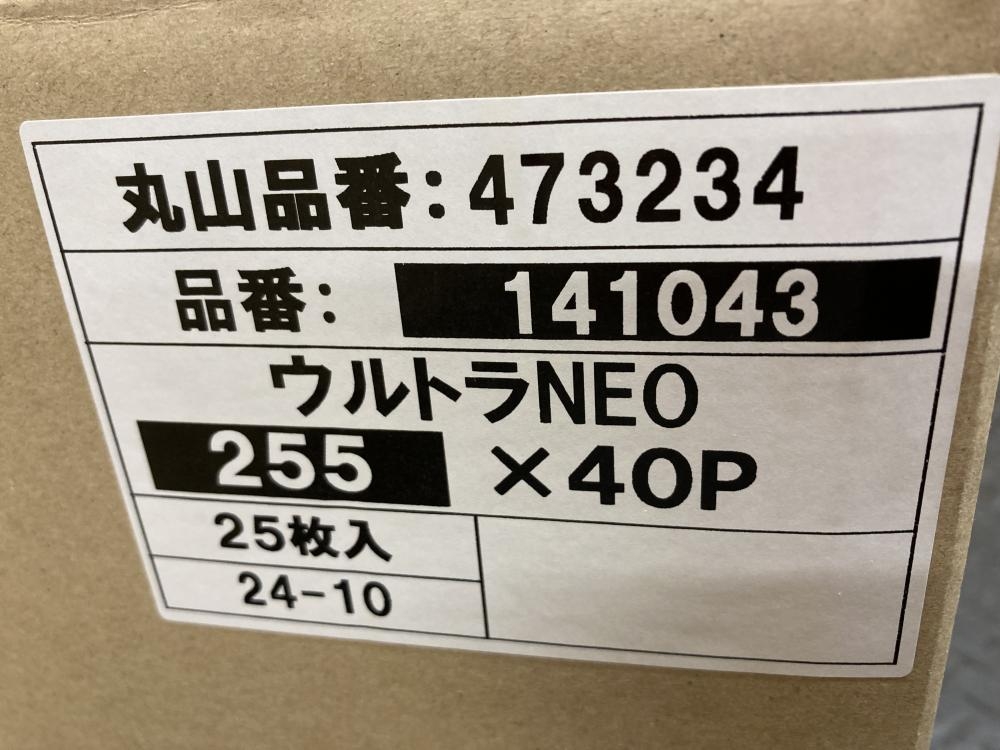 丸山品番:473234
品番: 141043
ウルトラNEO
255 ×40P
25枚入
24-10